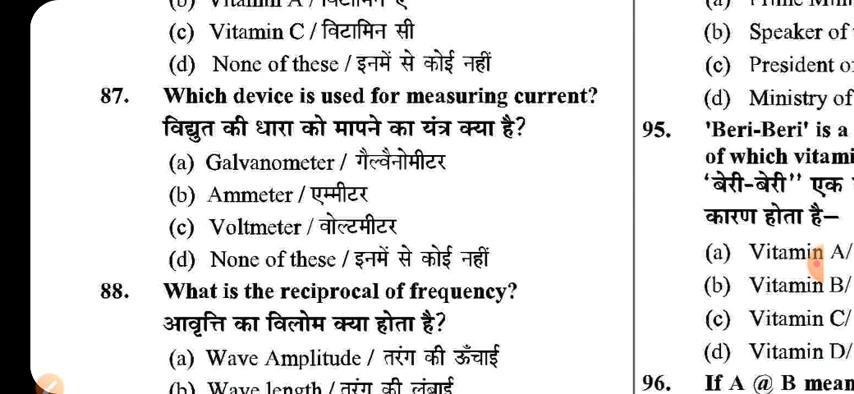 (c) Vitamin C / विटामिन सी
(d) None of these / इनमें से कोई नहीं
87. Which device is used for measuring current?
विद्युत की धारा को मापने का यंत्र क्या है?
(a) Galvanometer / गैल्वैनोमीटर
(b) Ammeter / एम्मीटर
(c) Voltmeter / वोल्टमीटर
(d) None of these / इनमें से कोई नहीं
88. What is the reciprocal of frequency?
आवृत्ति का विलोम क्या होता है?
(a) Wave Amplitude / तरंग की ऊँचाई
(b) Wave length / तरंग की लंबाई
(b) Speaker of
(c) President
(d) Ministry of
95. 'Beri-Beri' is a
of which
‘बेरी-बेरी’’ एक
कारण होता है–
(a) Vitamin A/
(b) Vitamin B/
(c) Vitamin C/
(d) Vitamin D/
96. If A @ B